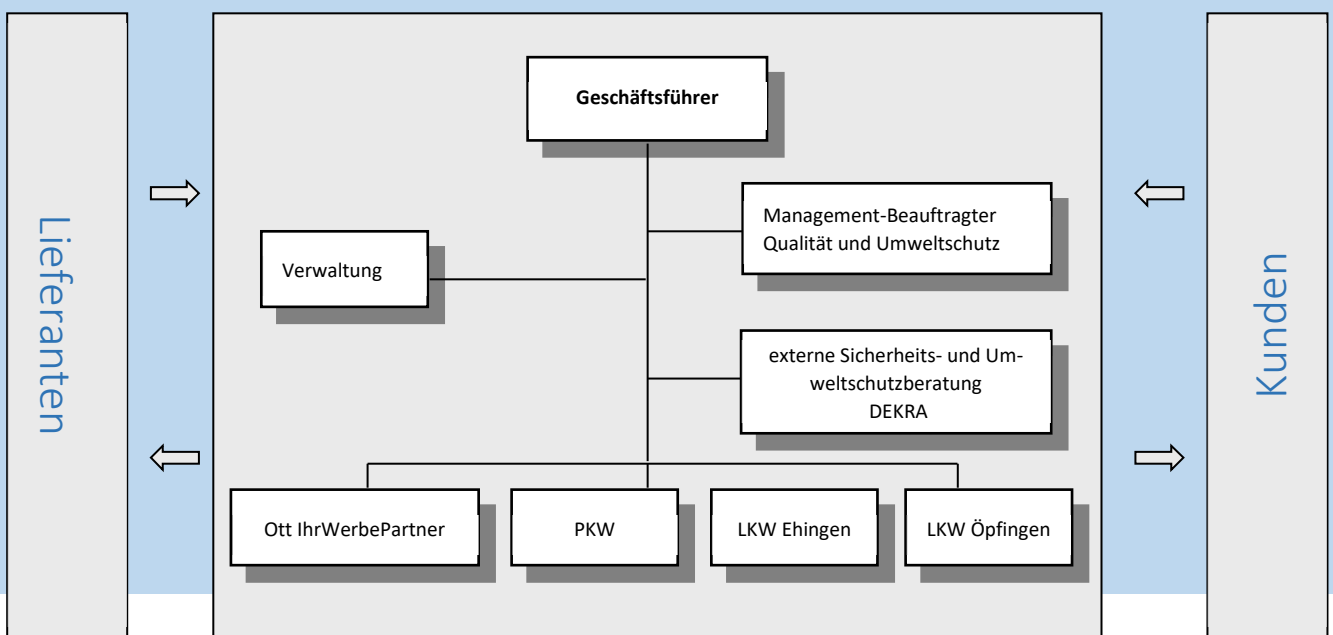 Lieferanten
Geschäftsführer
Management-Beauftragter
Qualität und Umweltschutz
Verwaltung
externe Sicherheits- und Um-
weltschutzberatung
DEKRA
Ott IhrWerbePartner
PKW
LKW Ehingen
LKW Öpfingen
Kunden